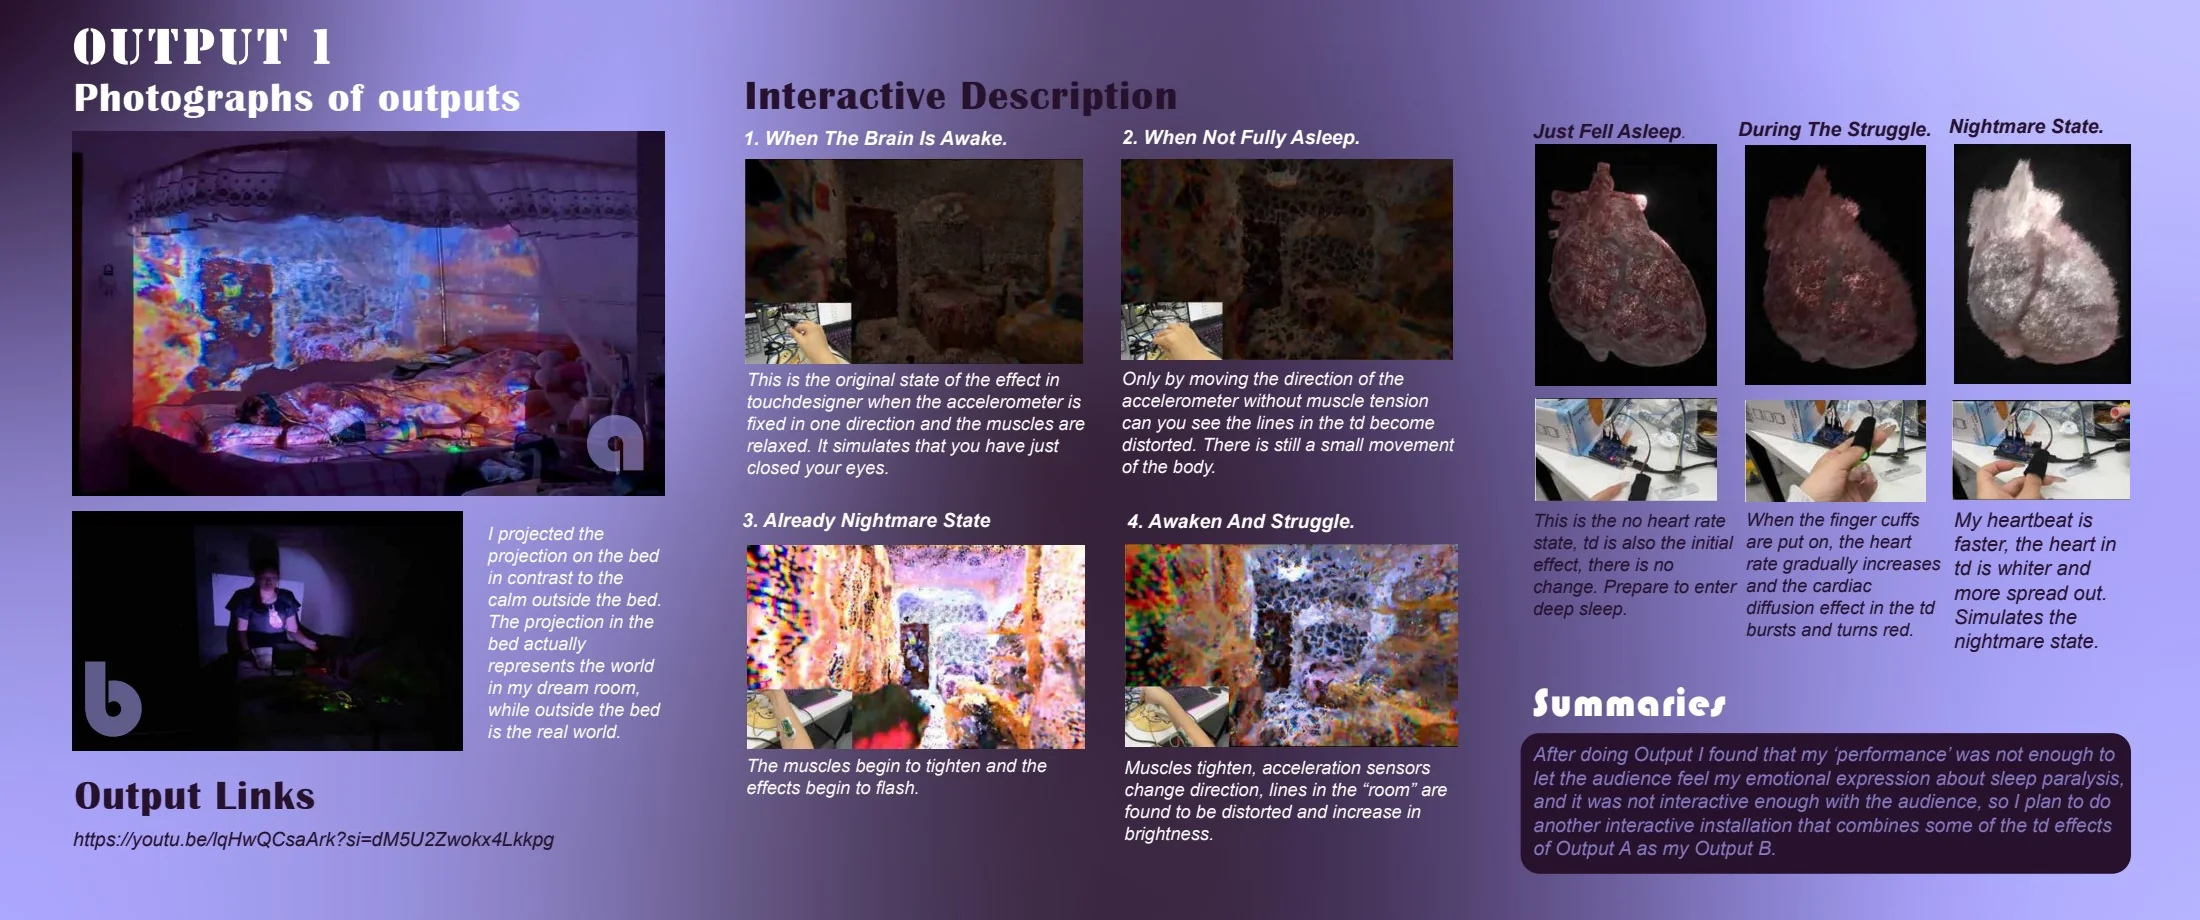 OUTPUT 1
Photographs of outputs
a
b
I projected the
projection on the bed
in contrast to the
calm outside the bed.
The projection in the
bed actually
represents the world
in my dream room,
while outside the bed
is the real world.
Output Links
https://youtu.be/lqHwQCsaArk?si=dM5U2Zwokx4Lkkpg
Interactive Description
1. When The Brain Is Awake.
This is the original state of the effect in
touchdesigner when the accelerometer is
fixed in one direction and the muscles are
relaxed. It simulates that you have just
closed your eyes.
2. When Not Fully Asleep.
Only by moving the direction of the
accelerometer without muscle tension
can you see the lines in the td become
distorted. There is still a small movement
of the body.
3. Already Nightmare State
The muscles begin to tighten and the
effects begin to flash.
4. Awaken And Struggle.
Muscles tighten, acceleration sensors
change direction, lines in the “room” are
found to be distorted and increase in
brightness.
Just Fell Asleep.
This is the no heart rate
state, td is also the initial
effect, there is no
change. Prepare to enter
deep sleep.
During The Struggle.
When the finger cuffs
are put on, the heart
rate gradually increases
and the cardiac
diffusion effect in the td
bursts and turns red.
Nightmare State.
My heartbeat is
faster, the heart in
td is whiter and
more spread out.
Simulates the
nightmare state.
Summaries
After doing Output I found that my ‘performance’ was not enough to
let the audience feel my emotional expression about sleep paralysis,
and it was not interactive enough with the audience, so I plan to do
another interactive installation that combines some of the td effects
of Output A as my Output B.